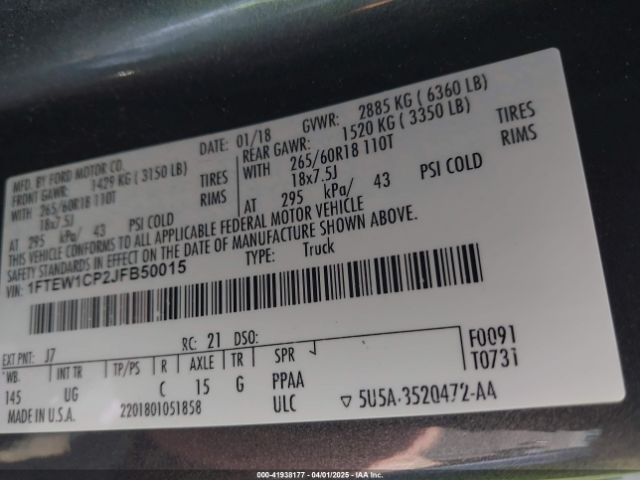 MFD. BY FORD MOTOR CO. DATE: 01/18 GVWR: 2885 KG ( 6360 LB)
FRONT GAWR: 1429 KG ( 3150 LB) REAR GAWR: 1520 KG ( 3350 LB)
WITH 265/60R18 110T TIRES WITH 265/60R18 110T TIRES
18x7.5J RIMS 18x7.5J RIMS
AT 295 kPa/ 43 PSI COLD AT 295 kPa/ 43 PSI COLD
THIS VEHICLE CONFORMS TO ALL APPLICABLE FEDERAL MOTOR VEHICLE
SAFETY STANDARDS IN EFFECT ON THE DATE OF MANUFACTURE SHOWN ABOVE.
VIN: 1FTEW1CP2JFB50015 TYPE: Truck
EXT PNT: J7 RC: 21 DSO: F0091
WB INT TR TP/PS R AXLE TR SPR T0731
145 UG C 15 G PPAA
MADE IN U.S.A. 2201801051858 ULC ▽ 5U5A-3520472-AA
000-41938177 - 04/01/2025 - IAAI.COM